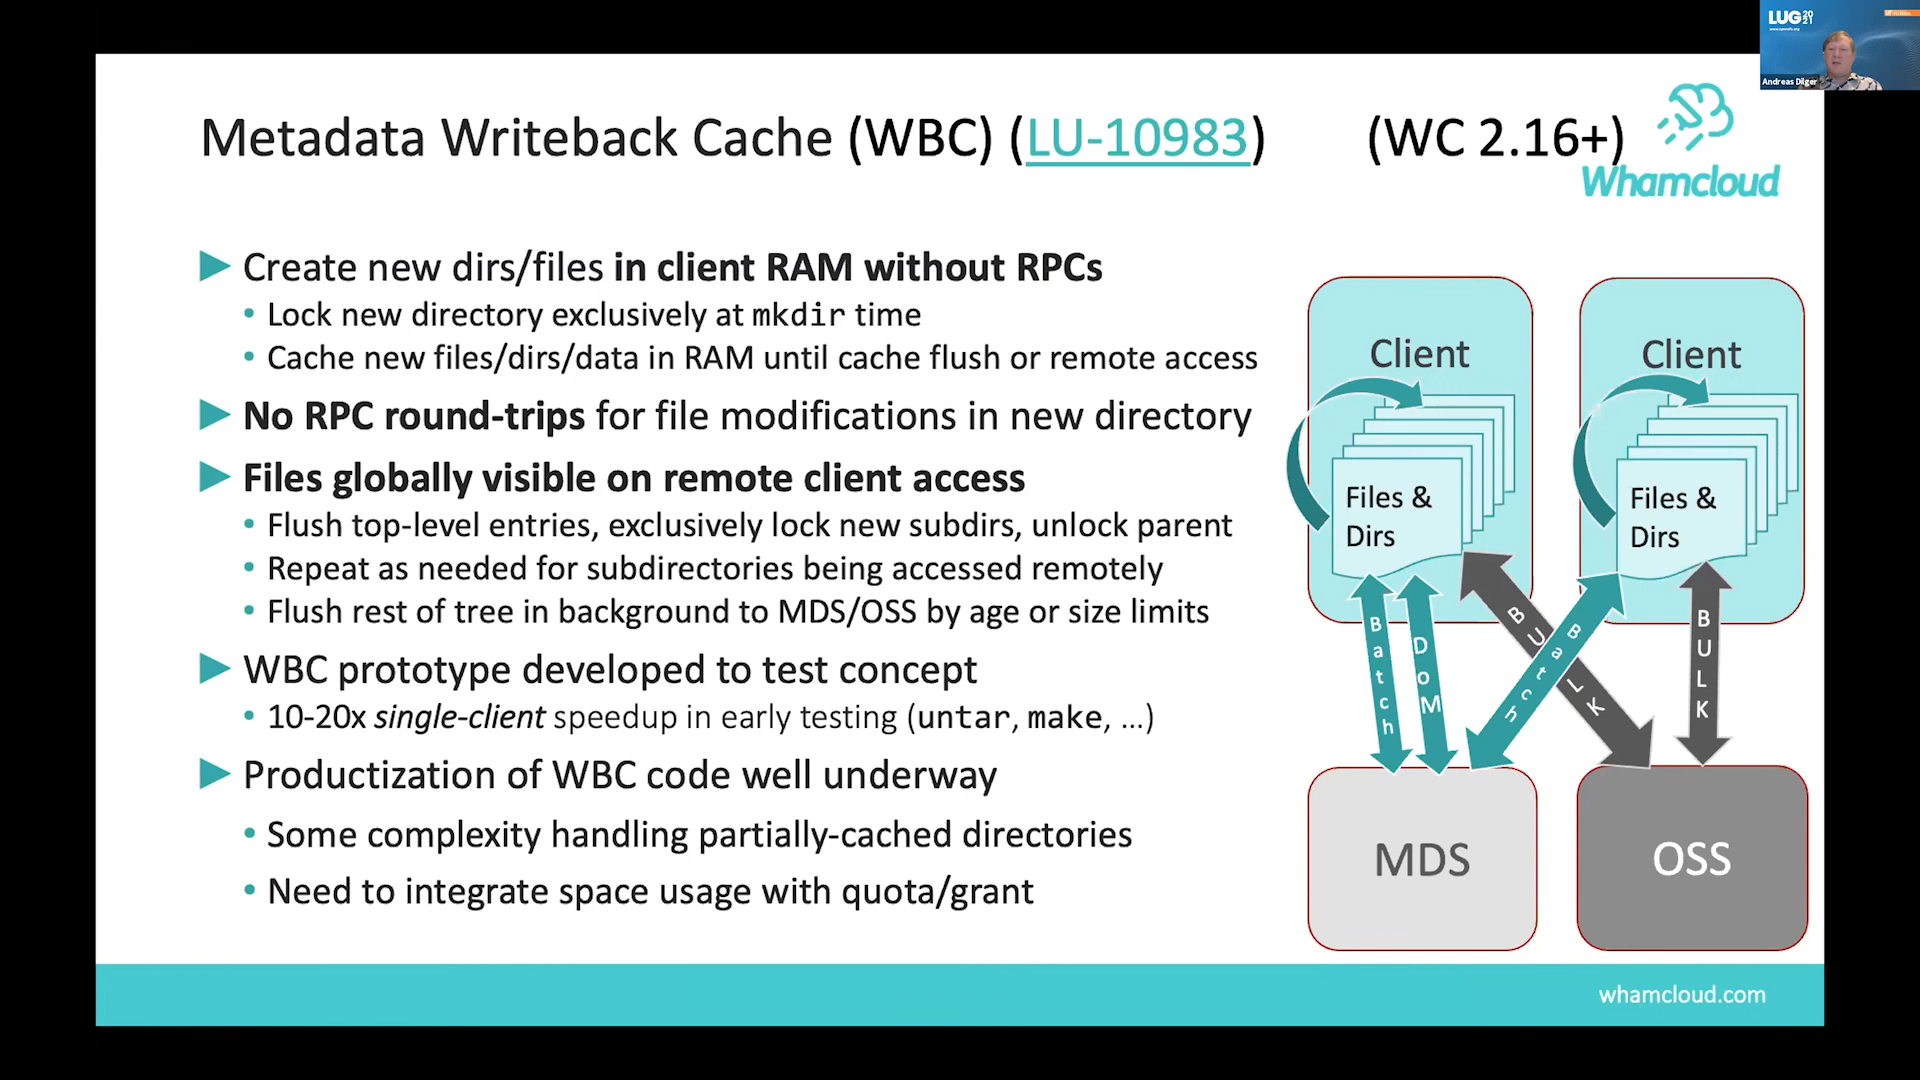 LUG 20 21
Andreas Dilger
Metadata Writeback Cache (WBC) (LU-10983) (WC 2.16+)
Whamcloud
▶ Create new dirs/files in client RAM without RPCs
• Lock new directory exclusively at mkdir time
• Cache new files/dirs/data in RAM until cache flush or remote access
▶ No RPC round-trips for file modifications in new directory
▶ Files globally visible on remote client access
• Flush top-level entries, exclusively lock new subdirs, unlock parent
• Repeat as needed for subdirectories being accessed remotely
• Flush rest of tree in background to MDS/OSS by age or size limits
▶ WBC prototype developed to test concept
• 10-20x single-client speedup in early testing (untar, make, …)
▶ Productization of WBC code well underway
• Some complexity handling partially-cached directories
• Need to integrate space usage with quota/grant
Client
Files &
Dirs
Client
Files &
Dirs
Batch
DoM
BULK
Batch
BULK
MDS
OSS
whamcloud.com